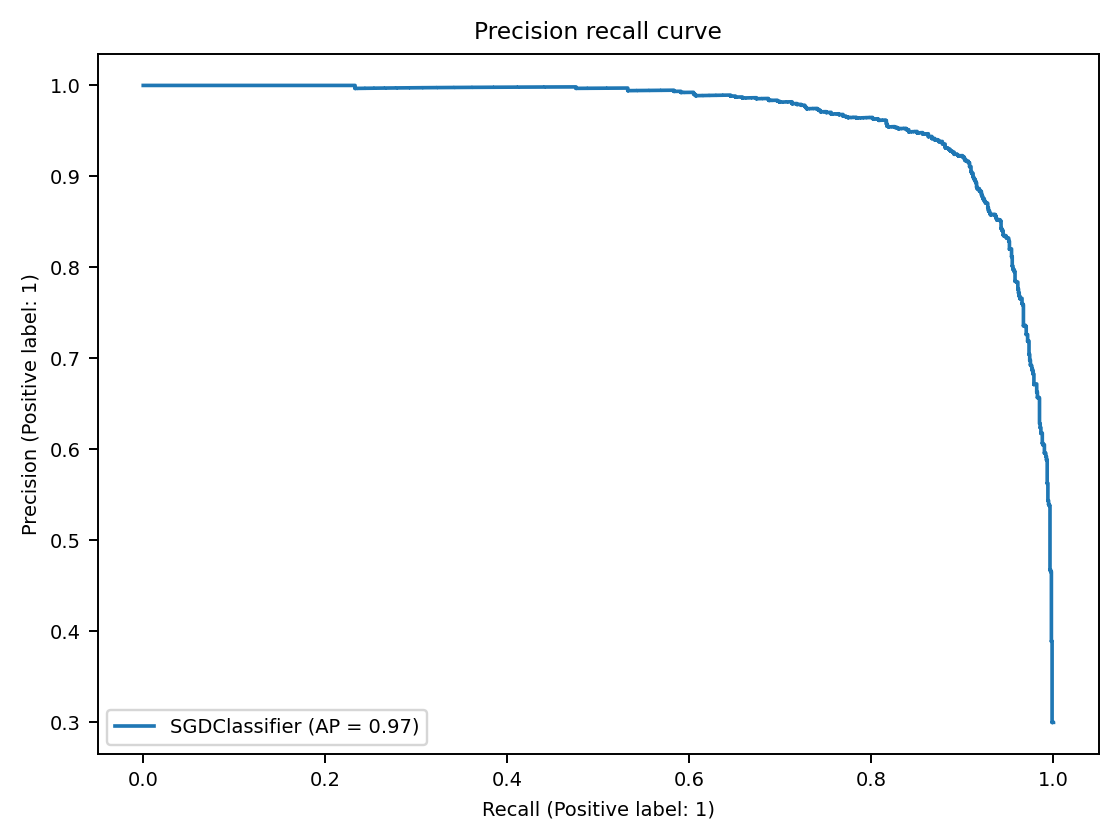 Precision recall curve
1.0
0.9
0.8
0.7
0.6
0.5
0.4
0.3
Precision (Positive label: 1)
SGDClassifier (AP = 0.97)
0.0 0.2 0.4 0.6 0.8 1.0
Recall (Positive label: 1)